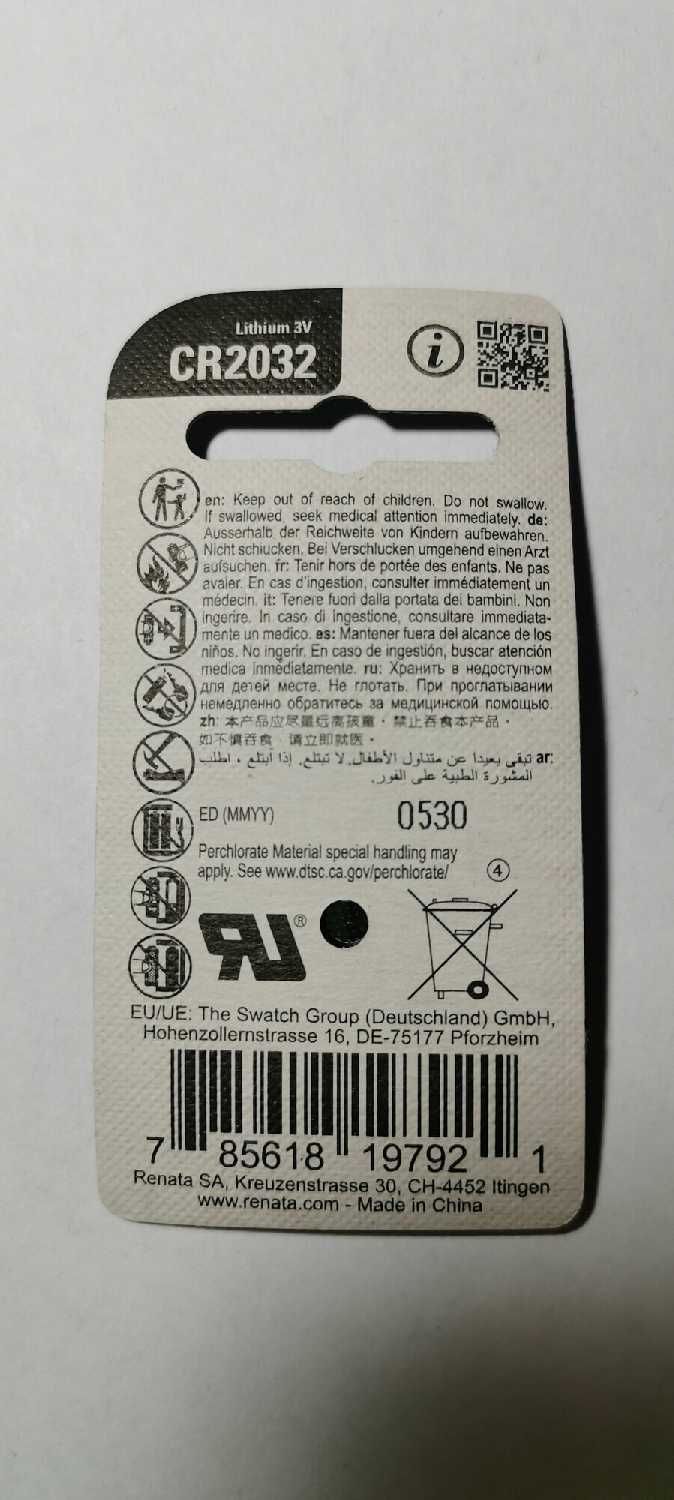 Lithium 3V
CR2032
i
en: Keep out of reach of children. Do not swallow.
If swallowed, seek medical attention immediately. de:
Ausserhalb der Reichweite von Kindern aufbewahren.
Nicht schlucken. Bei Verschlucken umgehend einen Arzt
aufsuchen. fr: Tenir hors de portée des enfants. Ne pas
avaler. En cas d'ingestion, consulter immédiatement un
médecin. it: Tenere fuori dalla portata dei bambini. Non
ingerire. In caso di ingestione, consultare immediata-
mente un medico. es: Mantener fuera del alcance de los
niños. No ingerir. En caso de ingestión, buscar atención
medica inmediatamente. ru: Хранить в недоступном
для детей месте. Не глотать. При проглатывании
немедленно обратитесь за медицинской помощью.
zh: 本产品应尽量远离孩童・禁止吞食本产品・
如不慎吞食 请立即就医・
ar: تبقى بعيدا عن متناول الأطفال. لا تبتلع. إذا أبتلع ، اطلب
المشورة الطبية على الفور.
ED (MMYY) 0530
Perchlorate Material special handling may
apply. See www.dtsc.ca.gov/perchlorate/ 4
UR ®
EU/UE: The Swatch Group (Deutschland) GmbH,
Hohenzollernstrasse 16, DE-75177 Pforzheim
7 85618 19792 1
Renata SA, Kreuzenstrasse 30, CH-4452 Itingen
www.renata.com - Made in China